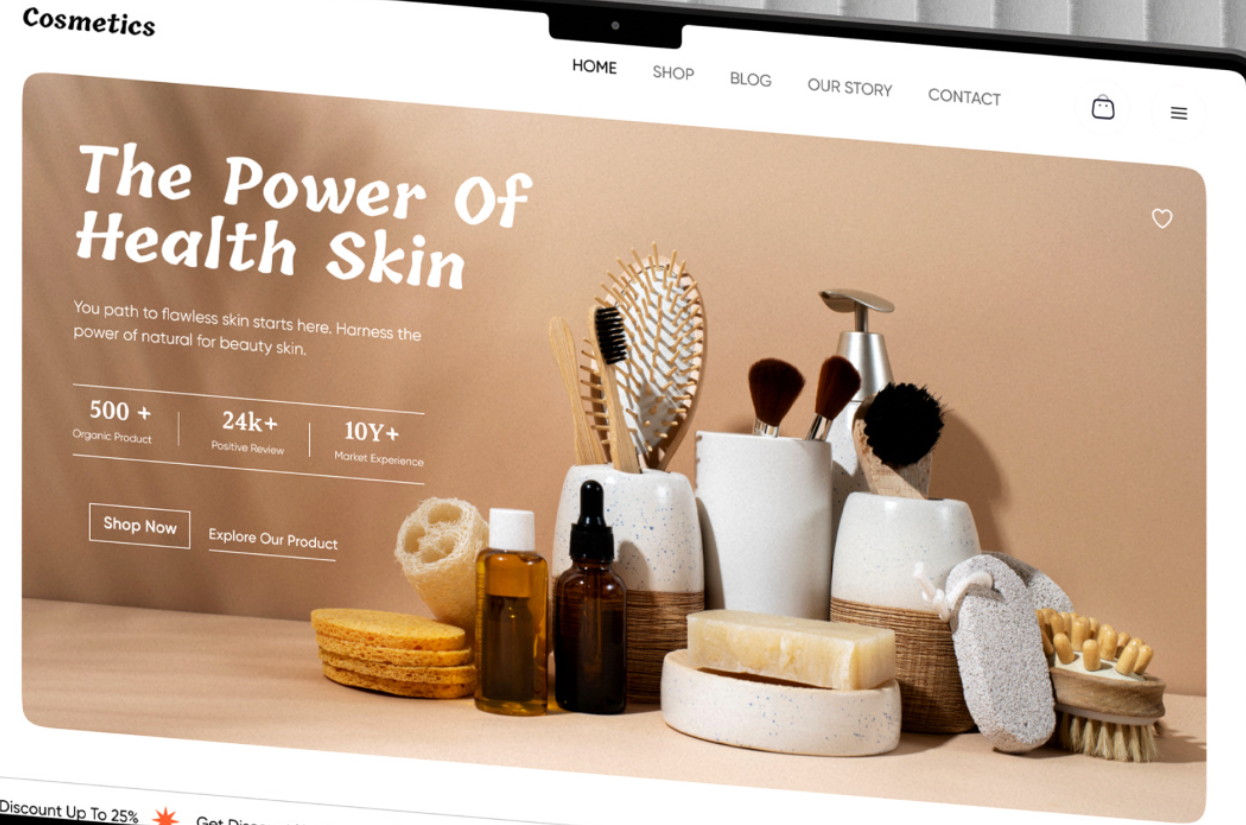 Cosmetics
HOME SHOP BLOG OUR STORY CONTACT
The Power Of
Health Skin
You path to flawless skin starts here. Harness the
power of natural for beauty skin.
500 + 24k+ 10Y+
Organic Product Positive Review Market Experience
Shop Now Explore Our Product
Discount Up To 25% Get